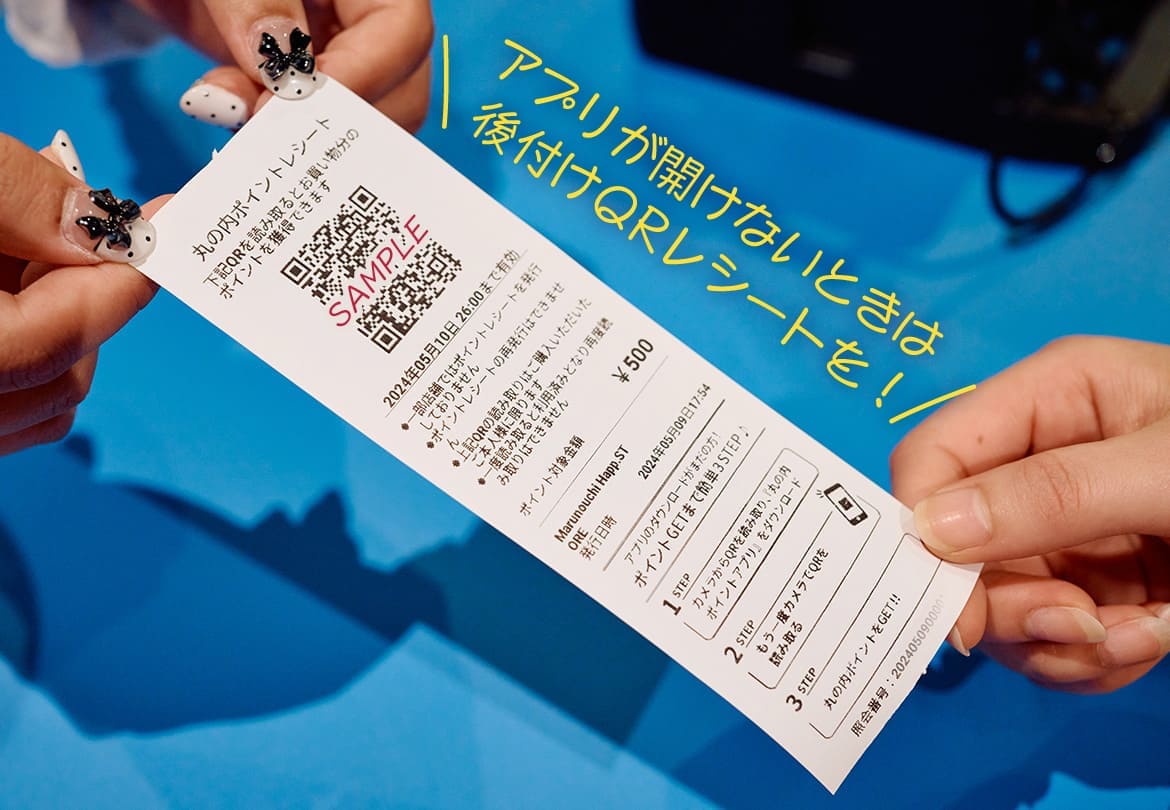 アプリが開けないときは
後付けQRレシートを!
丸の内ポイントレシート
下記QRを読み取るとお買い物分の
ポイントを獲得できます
SAMPLE
2024年05月10日 26:00まで有効
*一部店舗ではポイントレシートを発行
しておりません
*ポイントレシートの再発行はできませ
ん
*上記QRの読み取りはご購入いただいた
ご本人様に限ります
*一度読み取ると利用済みとなり再度読
み取りはできません
ポイント対象金額 ¥500
Marunouchi Happ.ST
ORE
発行日時 2024年05月09日17:54
アプリのダウンロードがまだの方!
ポイントGETまで簡単3STEP♪
1 STEP
カメラからQRを読み取り、『丸の内
ポイントアプリ』をダウンロード
2 STEP
もう一度カメラでQRを
読み取る
3 STEP
丸の内ポイントをGET!!
照会番号:20240509000